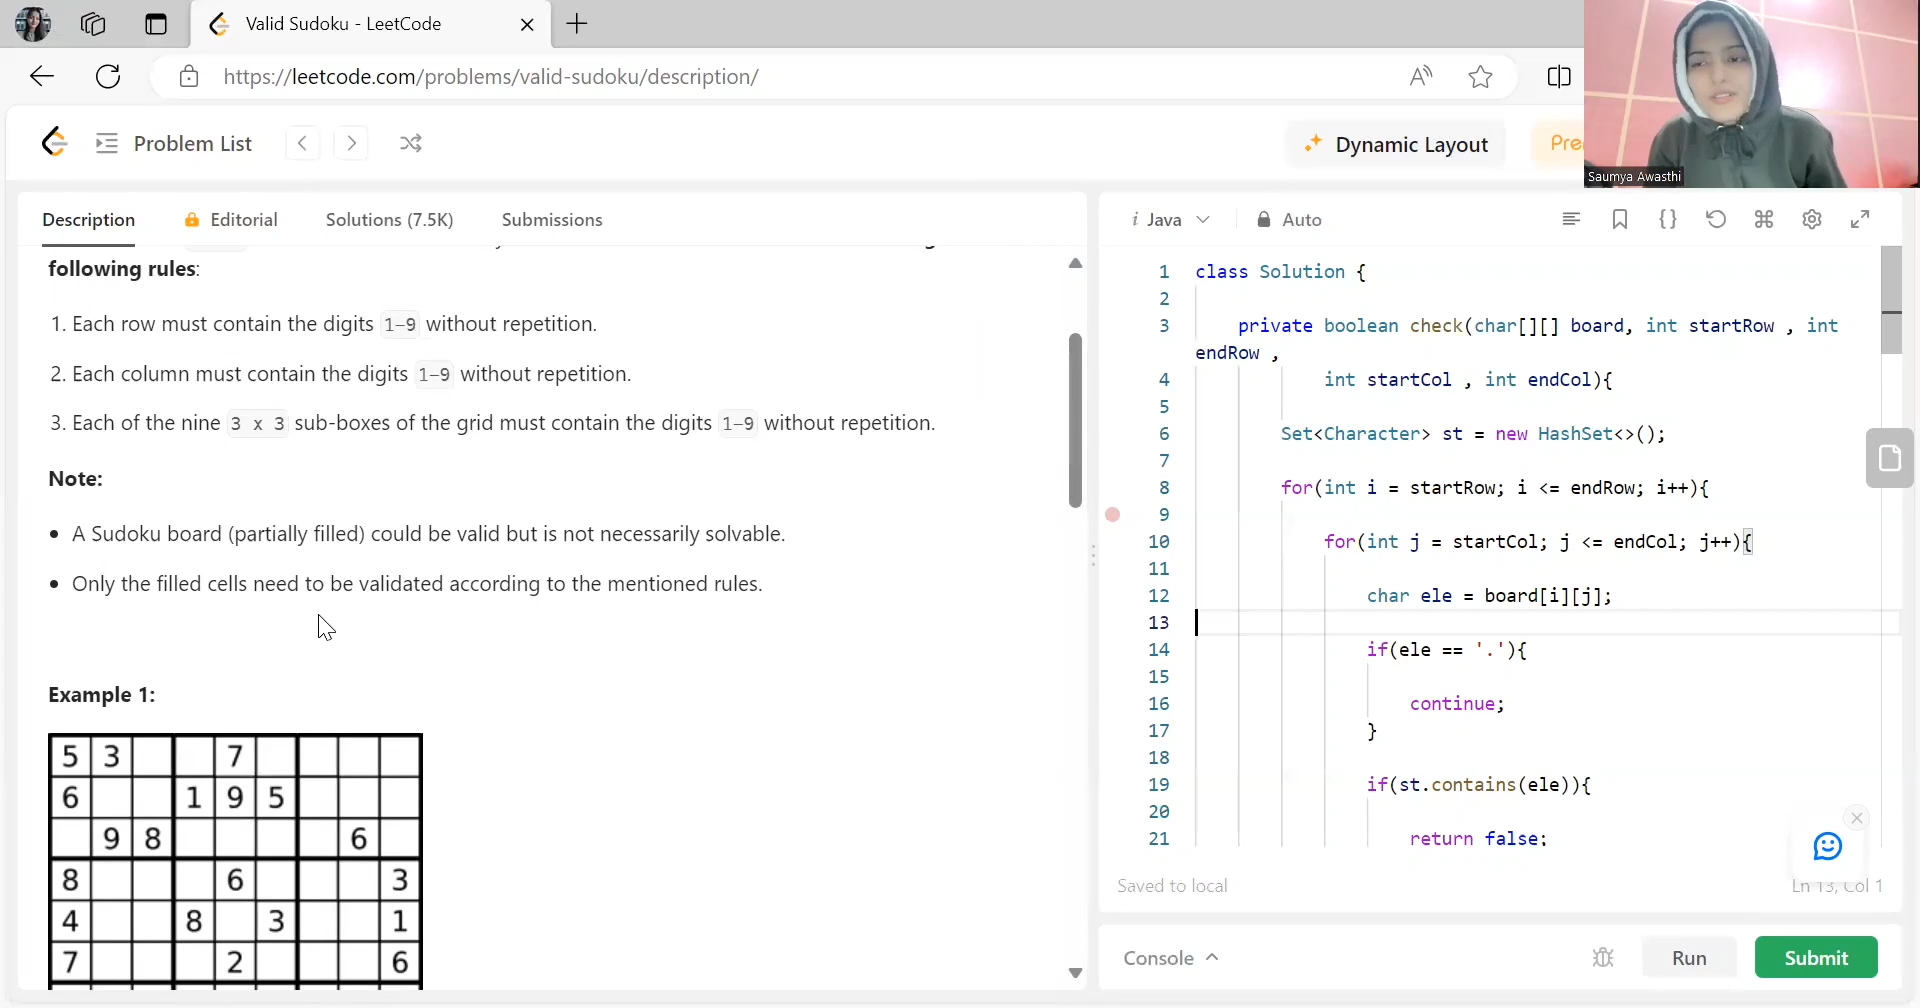 Valid Sudoku - LeetCode
https://leetcode.com/problems/valid-sudoku/description/
Problem List
Dynamic Layout
Saumya Awasthi
Description
Editorial
Solutions (7.5K)
Submissions
following rules:
1. Each row must contain the digits 1-9 without repetition.
2. Each column must contain the digits 1-9 without repetition.
3. Each of the nine 3 x 3 sub-boxes of the grid must contain the digits 1-9 without repetition.
Note:
• A Sudoku board (partially filled) could be valid but is not necessarily solvable.
• Only the filled cells need to be validated according to the mentioned rules.
Example 1:
5 3 7
6 1 9 5
9 8 6
8 6 3
4 8 3 1
7 2 6
i Java
Auto
1 class Solution {
2
3 private boolean check(char[][] board, int startRow , int
endRow ,
4 int startCol , int endCol){
5
6 Set<Character> st = new HashSet<>();
7
8 for(int i = startRow; i <= endRow; i++){
9
10 for(int j = startCol; j <= endCol; j++){
11
12 char ele = board[i][j];
13
14 if(ele == '.'){
15
16 continue;
17 }
18
19 if(st.contains(ele)){
20
21 return false;
Saved to local
Ln 13, Col 1
Console
Run
Submit